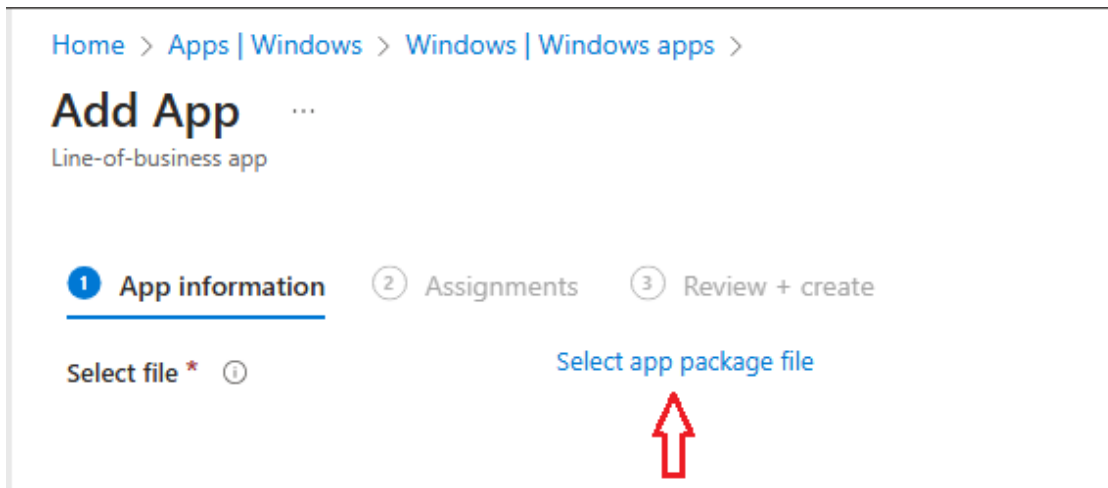 Home > Apps | Windows > Windows | Windows apps >
Add App ...
Line-of-business app
1 App information 2 Assignments 3 Review + create
Select file * Select app package file